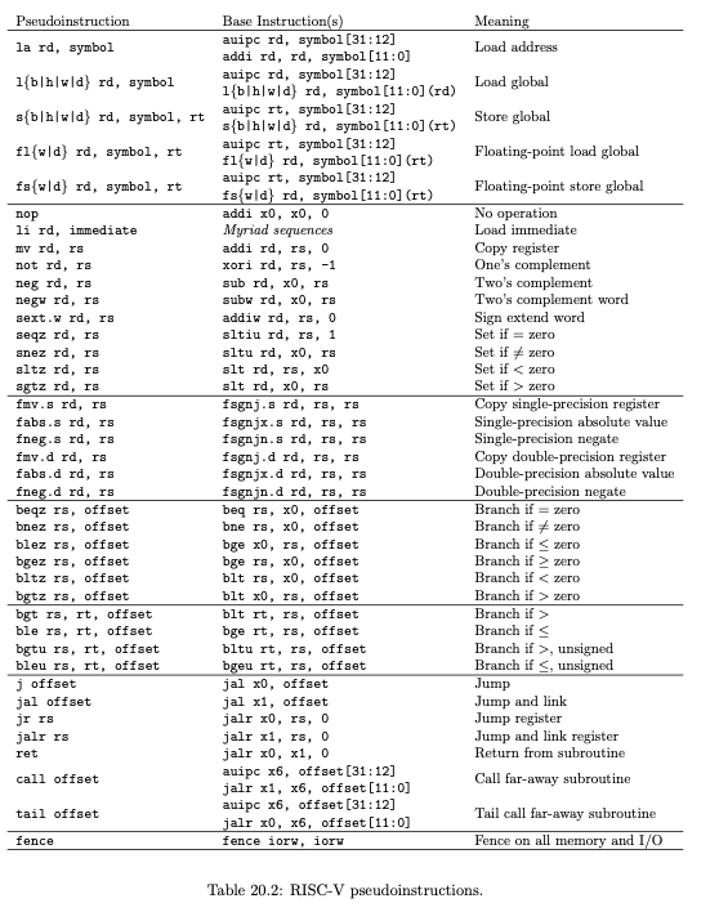 Pseudoinstruction Base Instruction(s) Meaning
la rd, symbol auipc rd, symbol[31:12] Load address
addi rd, rd, symbol[11:0]
l{b|h|w|d} rd, symbol auipc rd, symbol[31:12] Load global
l{b|h|w|d} rd, symbol[11:0](rd)
s{b|h|w|d} rd, symbol, rt auipc rt, symbol[31:12] Store global
s{b|h|w|d} rd, symbol[11:0](rt)
fl{w|d} rd, symbol, rt auipc rt, symbol[31:12] Floating-point load global
fl{w|d} rd, symbol[11:0](rt)
fs{w|d} rd, symbol, rt auipc rt, symbol[31:12] Floating-point store global
fs{w|d} rd, symbol[11:0](rt)
nop addi x0, x0, 0 No operation
li rd, immediate Myriad sequences Load immediate
mv rd, rs addi rd, rs, 0 Copy register
not rd, rs xori rd, rs, -1 One's complement
neg rd, rs sub rd, x0, rs Two's complement
negw rd, rs subw rd, x0, rs Two's complement word
sext.w rd, rs addiw rd, rs, 0 Sign extend word
seqz rd, rs sltiu rd, rs, 1 Set if = zero
snez rd, rs sltu rd, x0, rs Set if ≠ zero
sltz rd, rs slt rd, rs, x0 Set if < zero
sgtz rd, rs slt rd, x0, rs Set if > zero
fmv.s rd, rs fsgnj.s rd, rs, rs Copy single-precision register
fabs.s rd, rs fsgnjx.s rd, rs, rs Single-precision absolute value
fneg.s rd, rs fsgnjn.s rd, rs, rs Single-precision negate
fmv.d rd, rs fsgnj.d rd, rs, rs Copy double-precision register
fabs.d rd, rs fsgnjx.d rd, rs, rs Double-precision absolute value
fneg.d rd, rs fsgnjn.d rd, rs, rs Double-precision negate
beqz rs, offset beq rs, x0, offset Branch if = zero
bnez rs, offset bne rs, x0, offset Branch if ≠ zero
blez rs, offset bge x0, rs, offset Branch if ≤ zero
bgez rs, offset bge rs, x0, offset Branch if ≥ zero
bltz rs, offset blt rs, x0, offset Branch if < zero
bgtz rs, offset blt x0, rs, offset Branch if > zero
bgt rs, rt, offset blt rt, rs, offset Branch if >
ble rs, rt, offset bge rt, rs, offset Branch if ≤
bgtu rs, rt, offset bltu rt, rs, offset Branch if >, unsigned
bleu rs, rt, offset bgeu rt, rs, offset Branch if ≤, unsigned
j offset jal x0, offset Jump
jal offset jal x1, offset Jump and link
jr rs jalr x0, rs, 0 Jump register
jalr rs jalr x1, rs, 0 Jump and link register
ret jalr x0, x1, 0 Return from subroutine
call offset auipc x6, offset[31:12] Call far-away subroutine
jalr x1, x6, offset[11:0]
tail offset auipc x6, offset[31:12] Tail call far-away subroutine
jalr x0, x6, offset[11:0]
fence fence iorw, iorw Fence on all memory and I/O
Table 20.2: RISC-V pseudoinstructions.